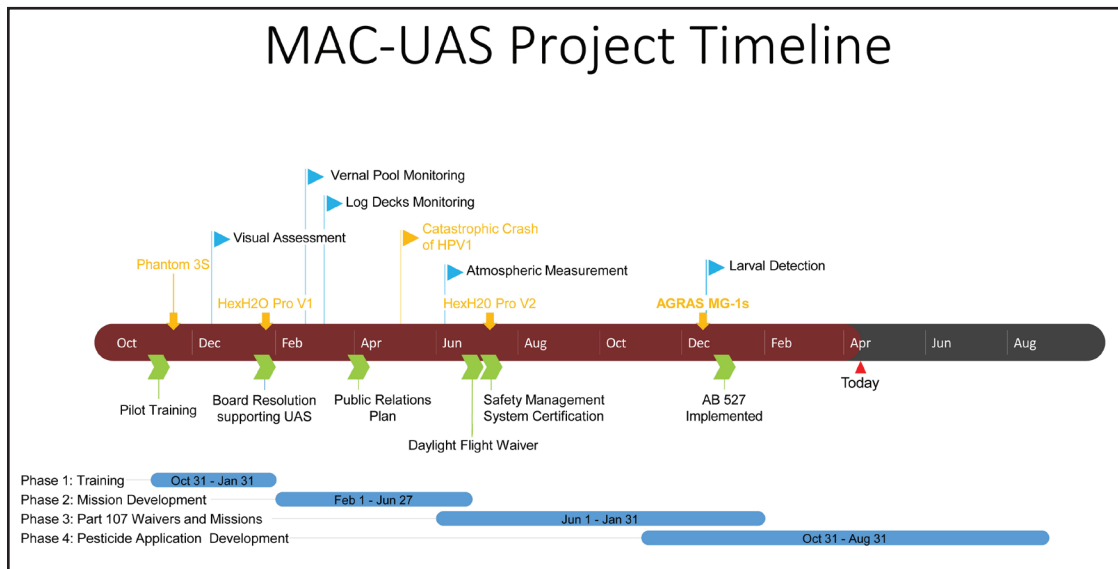 MAC-UAS Project Timeline
Vernal Pool Monitoring
Log Decks Monitoring
Catastrophic Crash
of HPV1
Visual Assessment
Phantom 3S
Atmospheric Measurement
Larval Detection
HexH2O Pro V1
HexH20 Pro V2
AGRAS MG-1s
Oct Dec Feb Apr Jun Aug Oct Dec Feb Apr Jun Aug
Today
Pilot Training
Board Resolution
supporting UAS
Public Relations
Plan
Safety Management
System Certification
AB 527
Implemented
Daylight Flight Waiver
Phase 1: Training Oct 31 - Jan 31
Phase 2: Mission Development Feb 1 - Jun 27
Phase 3: Part 107 Waivers and Missions Jun 1 - Jan 31
Phase 4: Pesticide Application Development Oct 31 - Aug 31